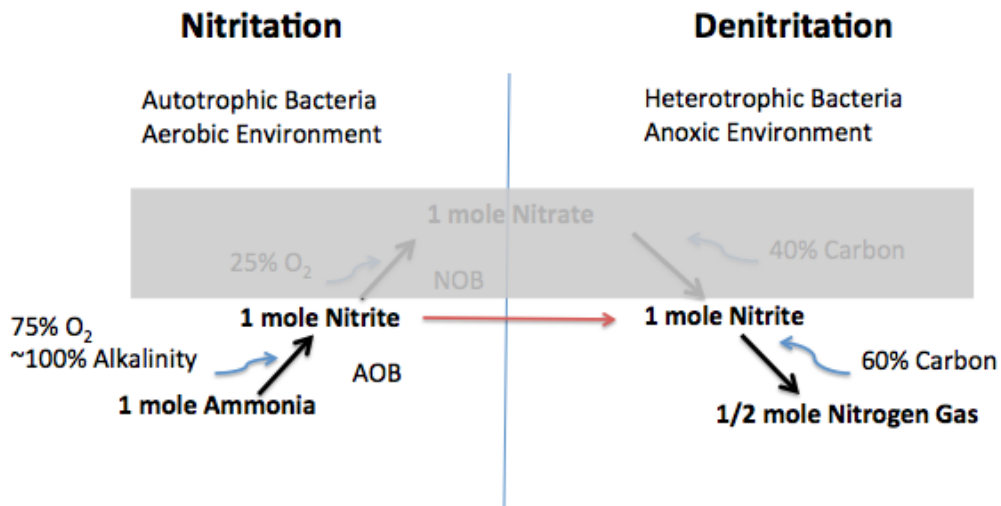 Nitritation
Denitritation
Autotrophic Bacteria
Aerobic Environment
Heterotrophic Bacteria
Anoxic Environment
1 mole Nitrate
25% O₂
NOB
40% Carbon
1 mole Nitrite
1 mole Nitrite
75% O₂
~100% Alkalinity
AOB
60% Carbon
1 mole Ammonia
1/2 mole Nitrogen Gas